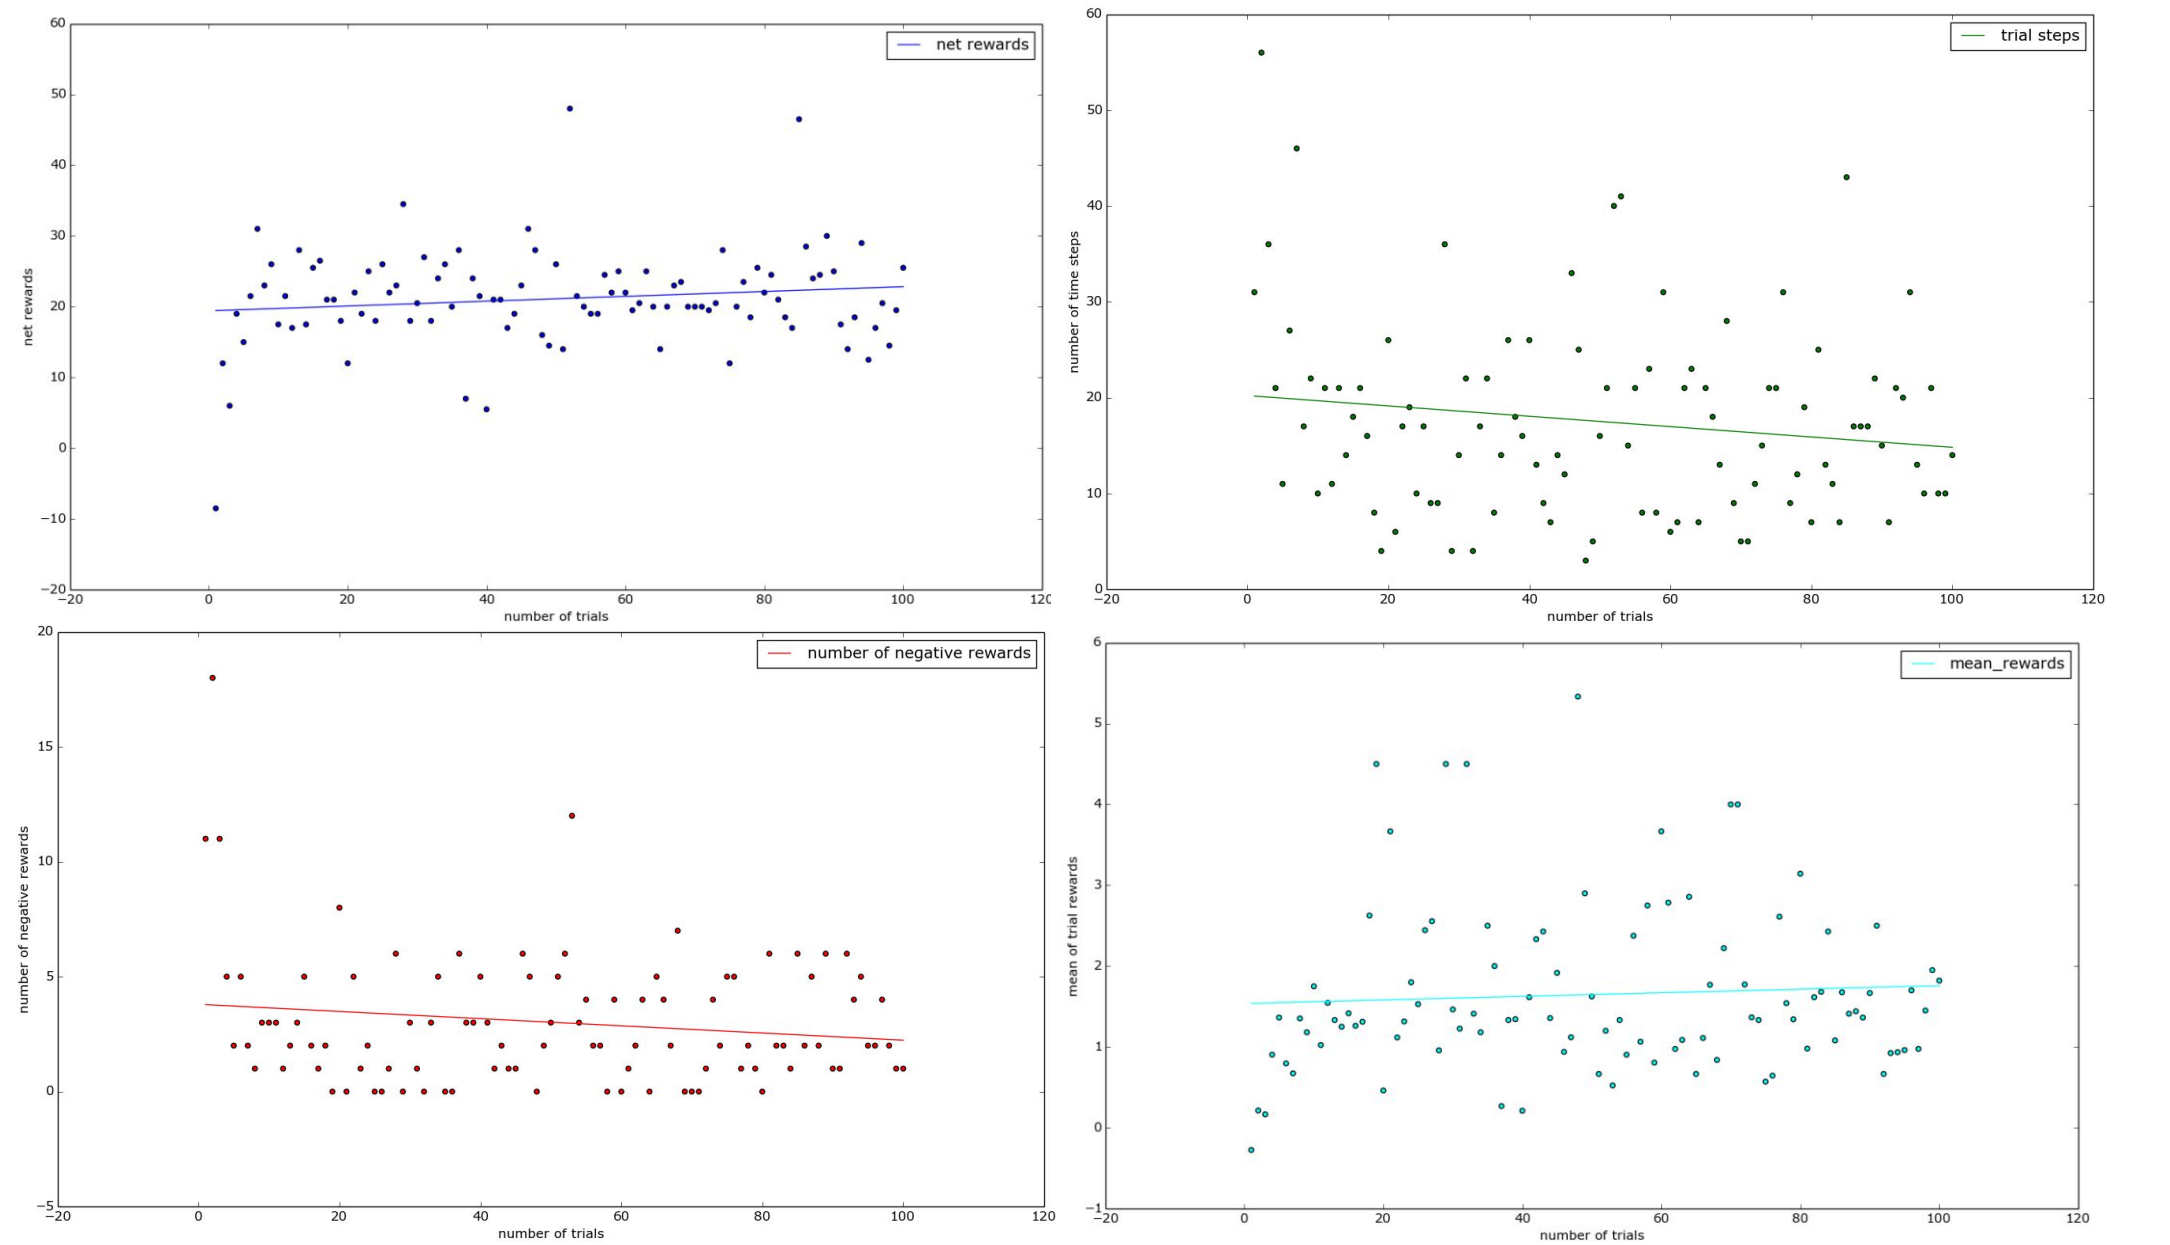 60
50
40
30
20
10
0
−10
−20
net rewards
net rewards
−20 0 20 40 60 80 100 120
number of trials
60
50
40
30
20
10
0
number of time steps
trial steps
−20 0 20 40 60 80 100 120
number of trials
20
15
10
5
0
−5
number of negative rewards
number of negative rewards
−20 0 20 40 60 80 100 120
number of trials
6
5
4
3
2
1
0
−1
mean of trial rewards
mean_rewards
−20 0 20 40 60 80 100 120
number of trials